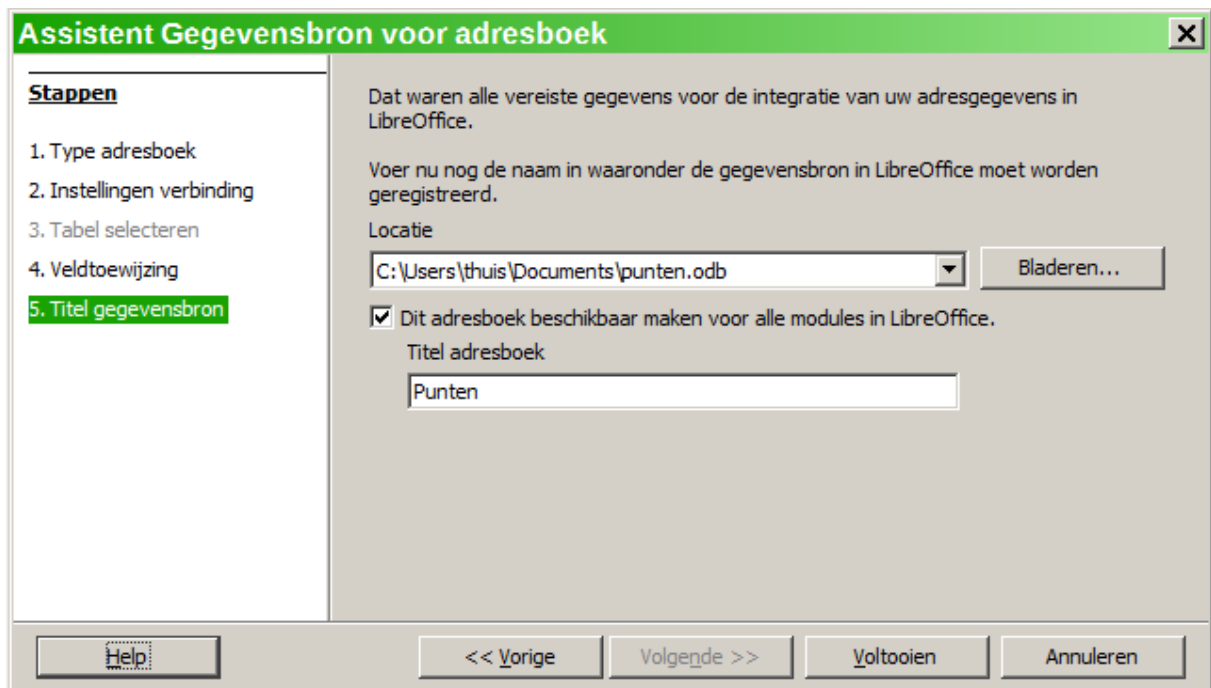 Assistent Gegevensbron voor adresboek
Stappen
1. Type adresboek
2. Instellingen verbinding
3. Tabel selecteren
4. Veldtoewijzing
5. Titel gegevensbron
Dat waren alle vereiste gegevens voor de integratie van uw adresgegevens in
LibreOffice.
Voer nu nog de naam in waaronder de gegevensbron in LibreOffice moet worden
geregistreerd.
Locatie
C:\Users\thuis\Documents\punten.odb
Bladeren...
Dit adresboek beschikbaar maken voor alle modules in LibreOffice.
Titel adresboek
Punten
Help
<< Vorige
Volgende >>
Voltooien
Annuleren